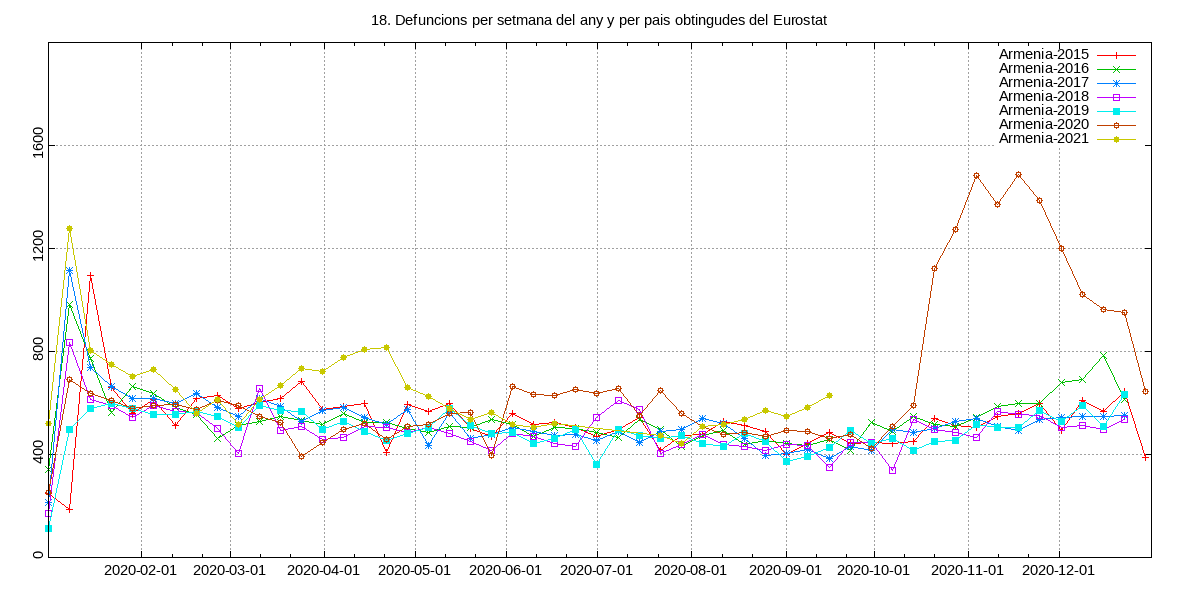 18. Defuncions per setmana del any y per pais obtingudes del Eurostat
Armenia-2015
Armenia-2016
Armenia-2017
Armenia-2018
Armenia-2019
Armenia-2020
Armenia-2021
1600
1200
800
400
0
2020-02-01 2020-03-01 2020-04-01 2020-05-01 2020-06-01 2020-07-01 2020-08-01 2020-09-01 2020-10-01 2020-11-01 2020-12-01